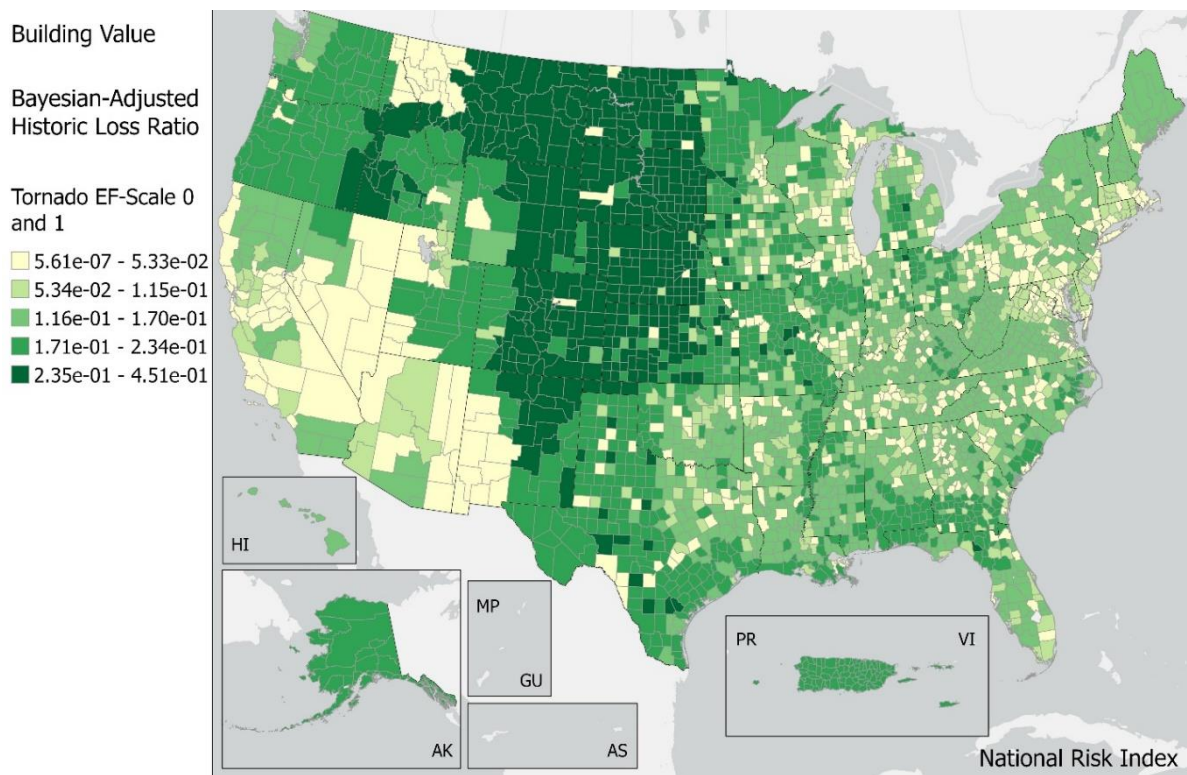 Building Value
Bayesian-Adjusted
Historic Loss Ratio
Tornado EF-Scale 0
and 1
5.61e-07 - 5.33e-02
5.34e-02 - 1.15e-01
1.16e-01 - 1.70e-01
1.71e-01 - 2.34e-01
2.35e-01 - 4.51e-01
HI
AK
MP
GU
AS
PR
VI
National Risk Index